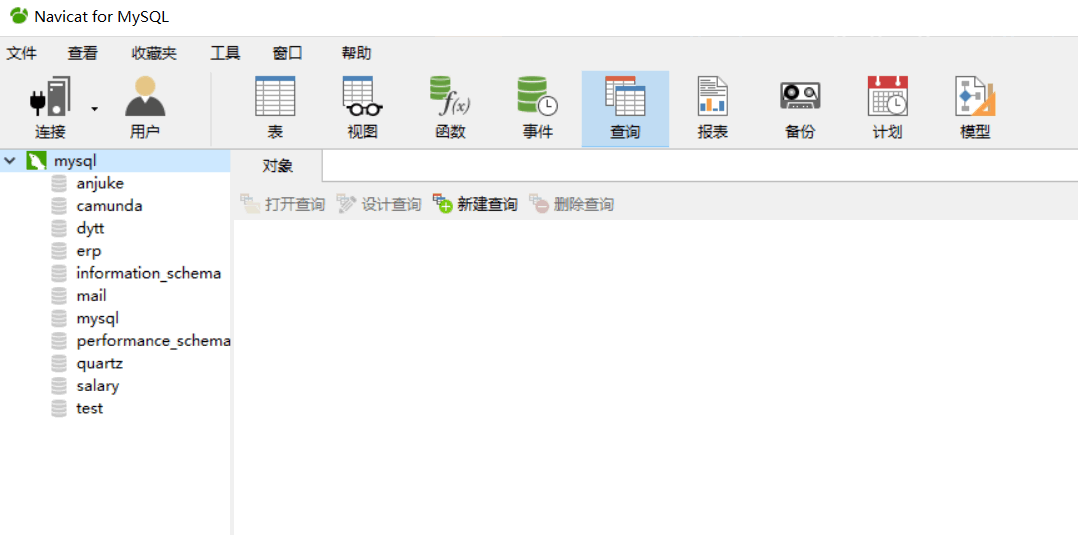 Navicat for MySQL
文件 查看 收藏夹 工具 窗口 帮助
f(x)
连接 用户 表 视图 函数 事件 查询 报表 备份 计划 模型
mysql 对象
anjuke
camunda 打开查询 设计查询 新建查询 删除查询
dytt
erp
information_schema
mail
mysql
performance_schema
quartz
salary
test